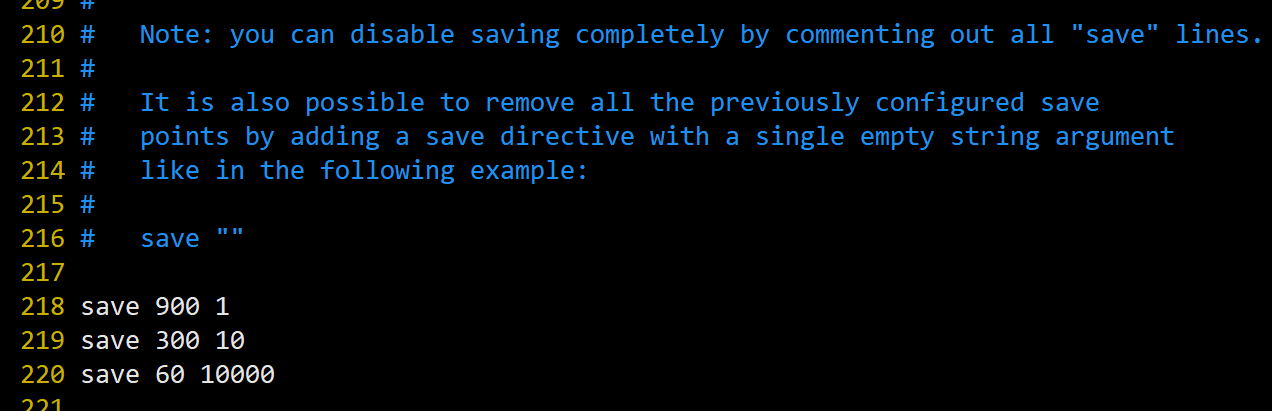 209 #
210 #   Note: you can disable saving completely by commenting out all "save" lines.
211 #
212 #   It is also possible to remove all the previously configured save
213 #   points by adding a save directive with a single empty string argument
214 #   like in the following example:
215 #
216 #   save ""
217
218 save 900 1
219 save 300 10
220 save 60 10000
221